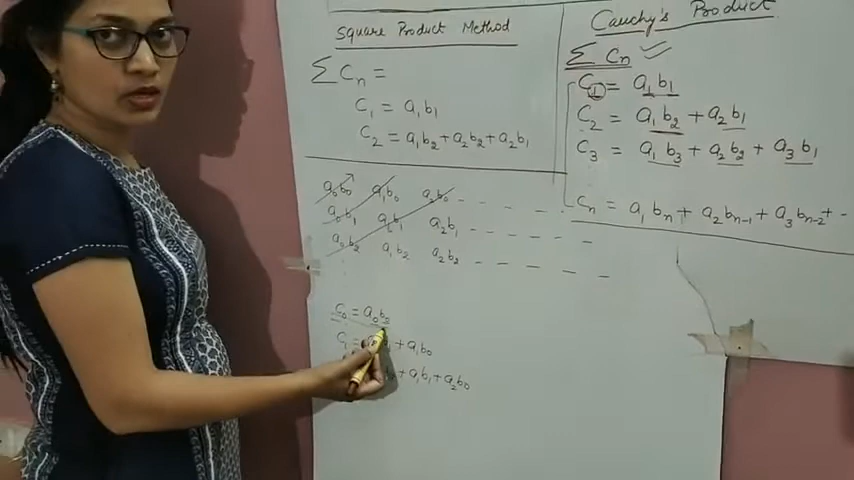 Square Product Method
∑ Cn =
C₁ = a₁b₁
C₂ = a₁b₂ + a₂b₂ + a₂b₁
Cauchy's Product
∑ Cn ✓
C₁ = a₁b₁
C₂ = a₁b₂ + a₂b₁
C₃ = a₁b₃ + a₂b₂ + a₃b₁
Cn = a₁bn + a₂bn-1 + a₃bn-2 + -
a₀b₀ a₁b₀ a₂b₀ - - - -
a₀b₁ a₁b₁ a₂b₁ - - - - -
a₀b₂ a₁b₂ a₂b₂ - - - - -
C₀ = a₀b₀
C₁ = + a₁b₀
+ a₁b₁ + a₂b₀